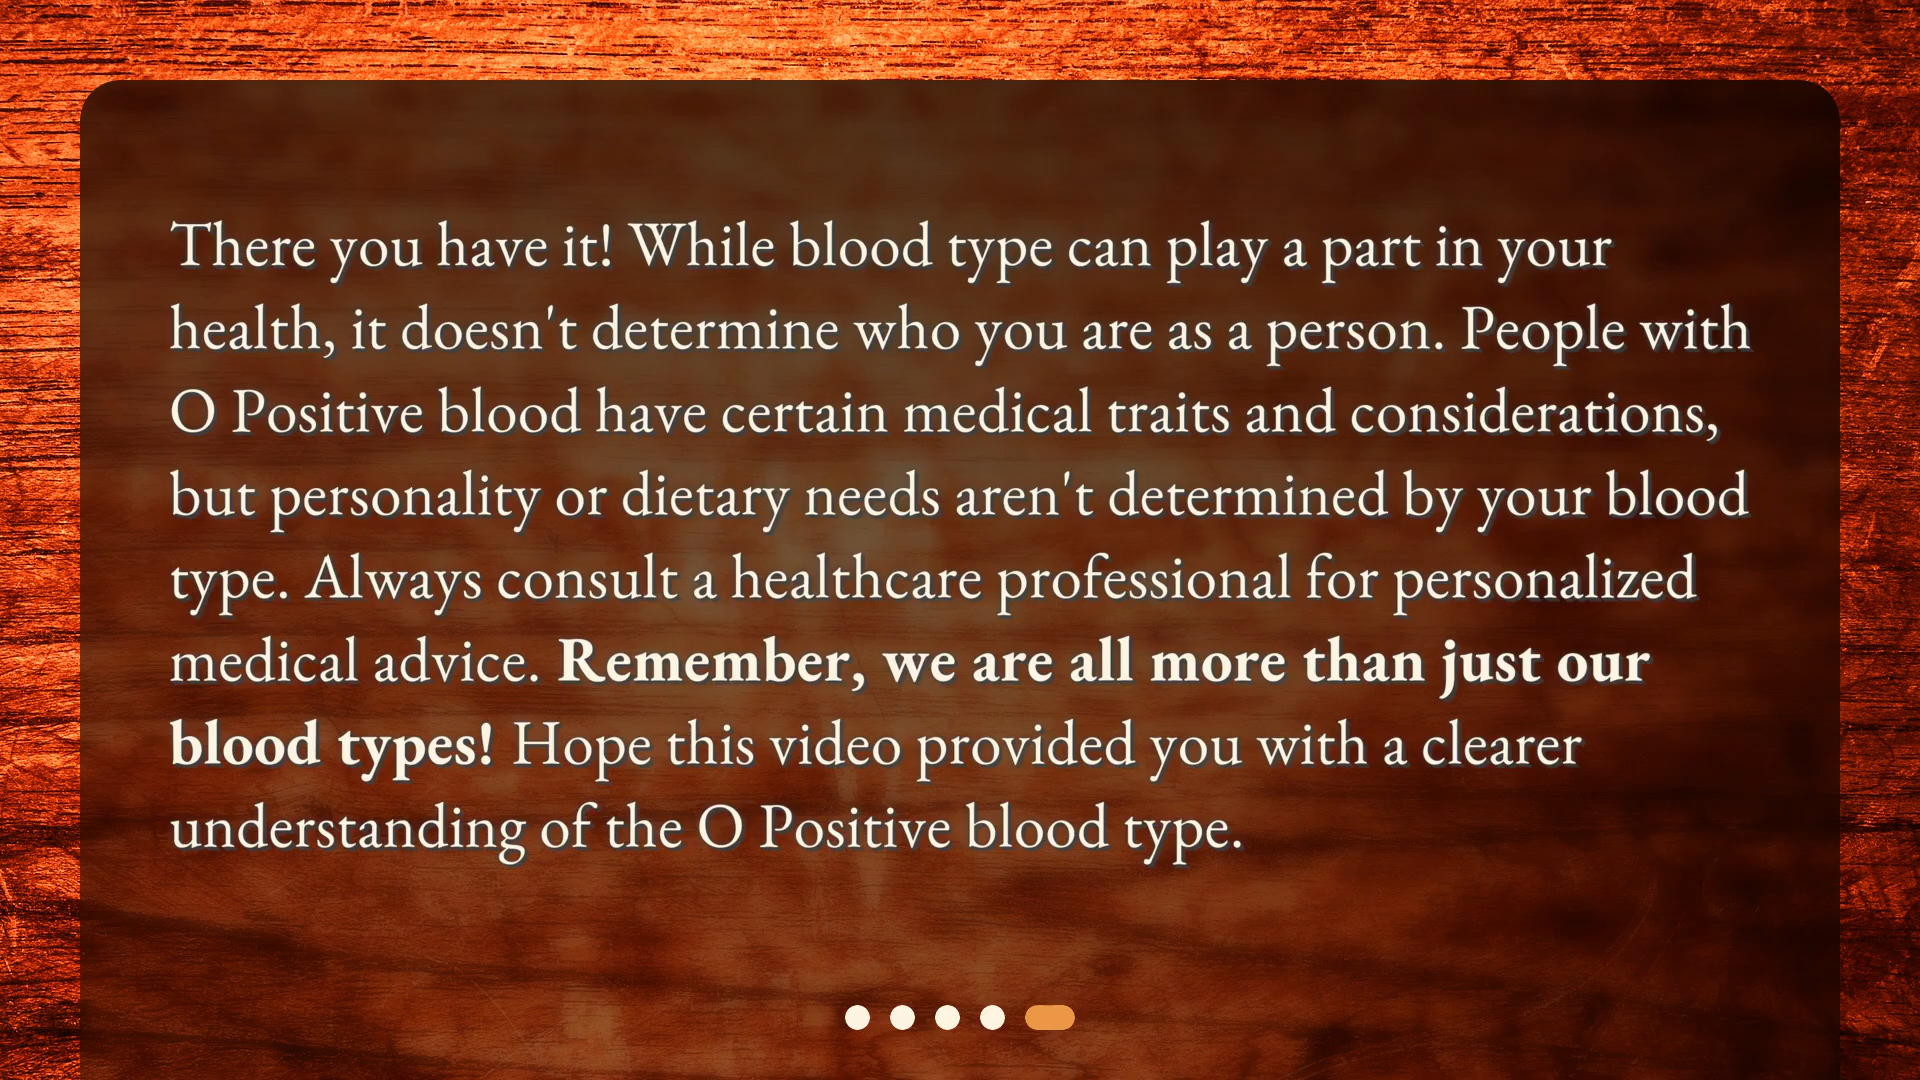 There you have it! While blood type can play a part in your
health, it doesn't determine who you are as a person. People with
O Positive blood have certain medical traits and considerations,
but personality or dietary needs aren't determined by your blood
type. Always consult a healthcare professional for personalized
medical advice. Remember, we are all more than just our
blood types! Hope this video provided you with a clearer
understanding of the O Positive blood type.